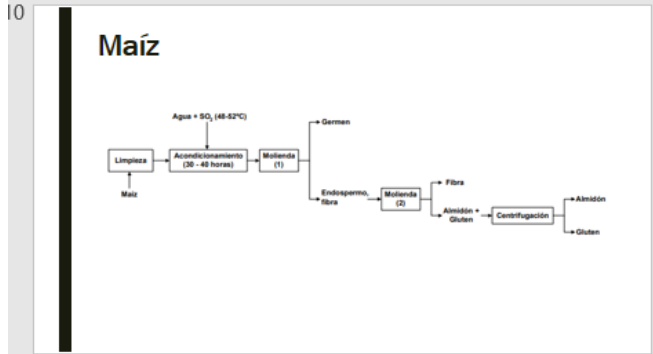 10
Maíz
Agua + SO2 (48-52ºC)
Germen
Limpieza
Acondicionamiento
(30 - 40 horas)
Molienda
(1)
Maíz
Endospermo,
fibra
Molienda
(2)
Fibra
Almidón +
Gluten
Centrifugación
Almidón
Gluten